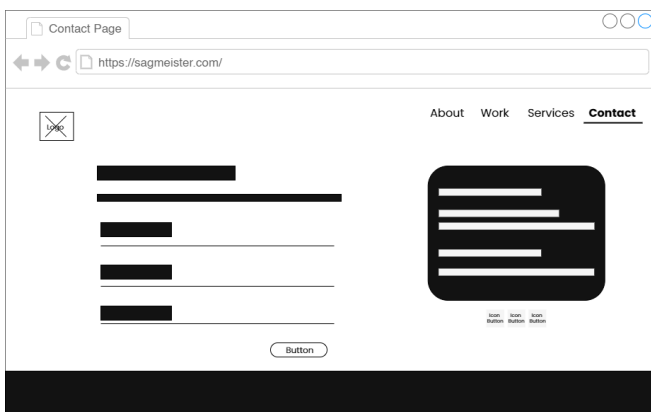 Contact Page
https://sagmeister.com/
About Work Services Contact
Logo
Icon Icon Icon
Button Button Button
Button